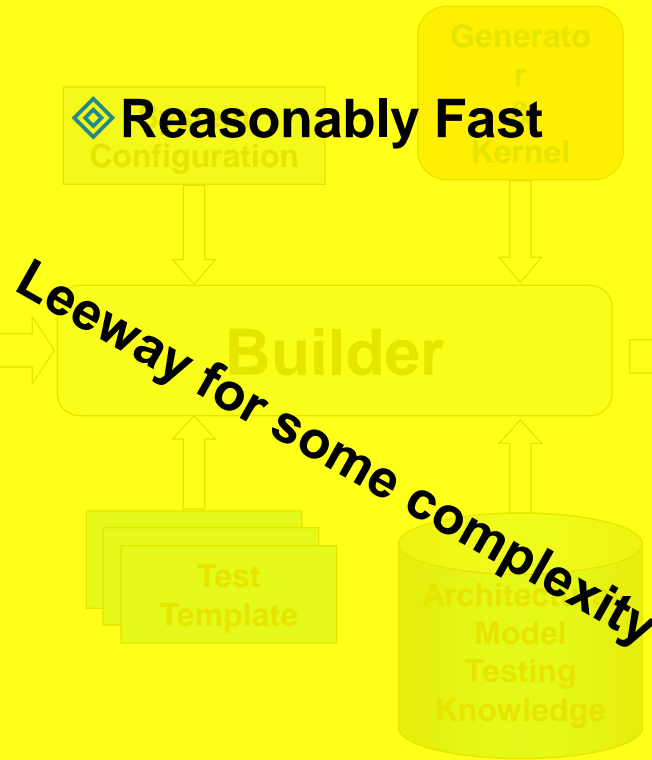 Generato
r
&
Kernel
Reasonably Fast
Configuration
Leeway for some complexity
Builder
Test
Template
Model
Testing
Knowledge